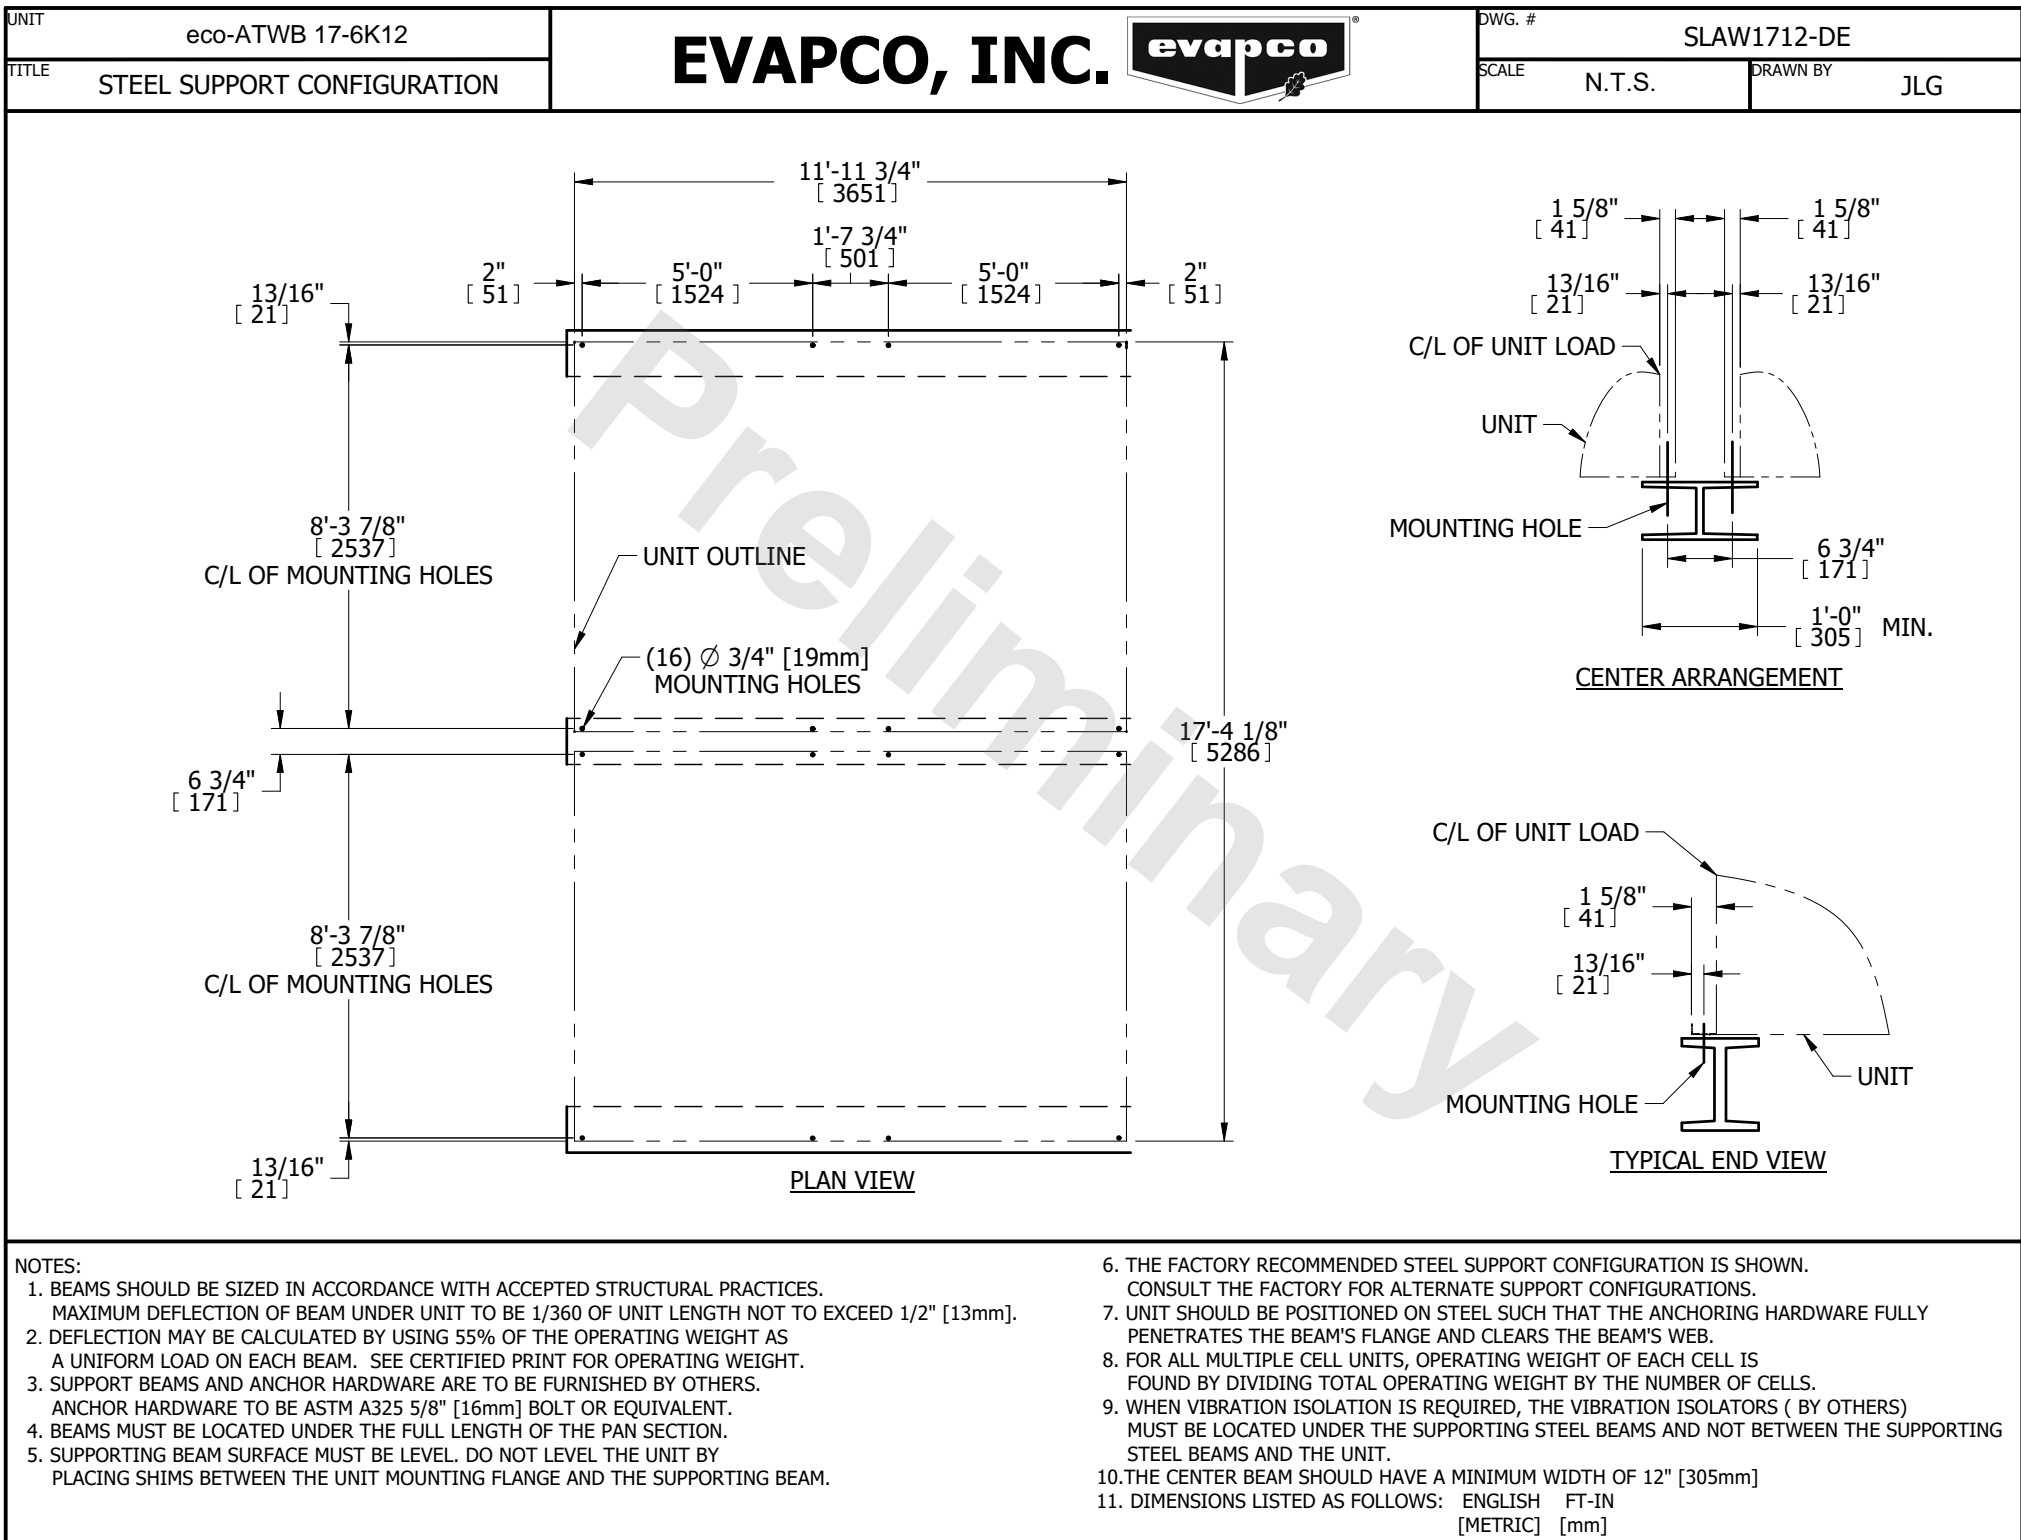 UNIT
eco-ATWB 17-6K12
TITLE
STEEL SUPPORT CONFIGURATION
EVAPCO, INC.
evapco
®
DWG. #
SLAW1712-DE
SCALE
N.T.S.
DRAWN BY
JLG
11'-11 3/4"
[ 3651 ]
1'-7 3/4"
[ 501 ]
2"
[ 51 ]
5'-0"
[ 1524 ]
5'-0"
[ 1524 ]
2"
[ 51 ]
13/16"
[ 21 ]
8'-3 7/8"
[ 2537 ]
C/L OF MOUNTING HOLES
UNIT OUTLINE
(16) Ø 3/4" [19mm]
MOUNTING HOLES
6 3/4"
[ 171 ]
17'-4 1/8"
[ 5286 ]
8'-3 7/8"
[ 2537 ]
C/L OF MOUNTING HOLES
13/16"
[ 21 ]
PLAN VIEW
Preliminary
1 5/8"
[ 41 ]
1 5/8"
[ 41 ]
13/16"
[ 21 ]
13/16"
[ 21 ]
C/L OF UNIT LOAD
UNIT
MOUNTING HOLE
6 3/4"
[ 171 ]
1'-0"
[ 305 ] MIN.
CENTER ARRANGEMENT
C/L OF UNIT LOAD
1 5/8"
[ 41 ]
13/16"
[ 21 ]
UNIT
MOUNTING HOLE
TYPICAL END VIEW
NOTES:
1. BEAMS SHOULD BE SIZED IN ACCORDANCE WITH ACCEPTED STRUCTURAL PRACTICES.
MAXIMUM DEFLECTION OF BEAM UNDER UNIT TO BE 1/360 OF UNIT LENGTH NOT TO EXCEED 1/2" [13mm].
2. DEFLECTION MAY BE CALCULATED BY USING 55% OF THE OPERATING WEIGHT AS
A UNIFORM LOAD ON EACH BEAM. SEE CERTIFIED PRINT FOR OPERATING WEIGHT.
3. SUPPORT BEAMS AND ANCHOR HARDWARE ARE TO BE FURNISHED BY OTHERS.
ANCHOR HARDWARE TO BE ASTM A325 5/8" [16mm] BOLT OR EQUIVALENT.
4. BEAMS MUST BE LOCATED UNDER THE FULL LENGTH OF THE PAN SECTION.
5. SUPPORTING BEAM SURFACE MUST BE LEVEL. DO NOT LEVEL THE UNIT BY
PLACING SHIMS BETWEEN THE UNIT MOUNTING FLANGE AND THE SUPPORTING BEAM.
6. THE FACTORY RECOMMENDED STEEL SUPPORT CONFIGURATION IS SHOWN.
CONSULT THE FACTORY FOR ALTERNATE SUPPORT CONFIGURATIONS.
7. UNIT SHOULD BE POSITIONED ON STEEL SUCH THAT THE ANCHORING HARDWARE FULLY
PENETRATES THE BEAM'S FLANGE AND CLEARS THE BEAM'S WEB.
8. FOR ALL MULTIPLE CELL UNITS, OPERATING WEIGHT OF EACH CELL IS
FOUND BY DIVIDING TOTAL OPERATING WEIGHT BY THE NUMBER OF CELLS.
9. WHEN VIBRATION ISOLATION IS REQUIRED, THE VIBRATION ISOLATORS ( BY OTHERS)
MUST BE LOCATED UNDER THE SUPPORTING STEEL BEAMS AND NOT BETWEEN THE SUPPORTING
STEEL BEAMS AND THE UNIT.
10.THE CENTER BEAM SHOULD HAVE A MINIMUM WIDTH OF 12" [305mm]
11. DIMENSIONS LISTED AS FOLLOWS: ENGLISH FT-IN
[METRIC] [mm]